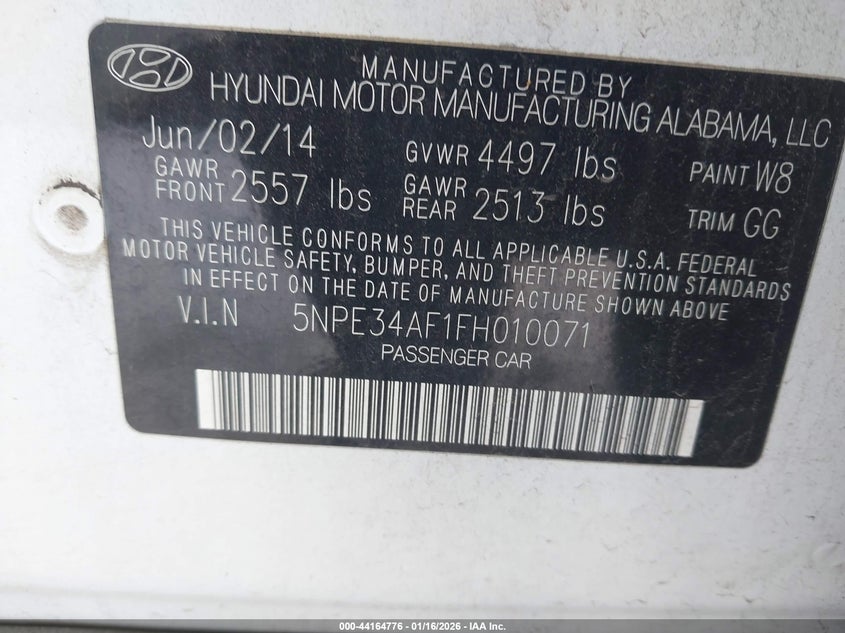 MANUFACTURED BY
HYUNDAI MOTOR MANUFACTURING ALABAMA, LLC
Jun/02/14 GVWR 4497 lbs PAINT W8
GAWR FRONT 2557 lbs GAWR REAR 2513 lbs TRIM GG
THIS VEHICLE CONFORMS TO ALL APPLICABLE U.S.A. FEDERAL
MOTOR VEHICLE SAFETY, BUMPER, AND THEFT PREVENTION STANDARDS
IN EFFECT ON THE DATE OF MANUFACTURE SHOWN ABOVE
V.I.N 5NPE34AF1FH010071
PASSENGER CAR
000-44164776 - 01/16/2026 - IAA Inc.